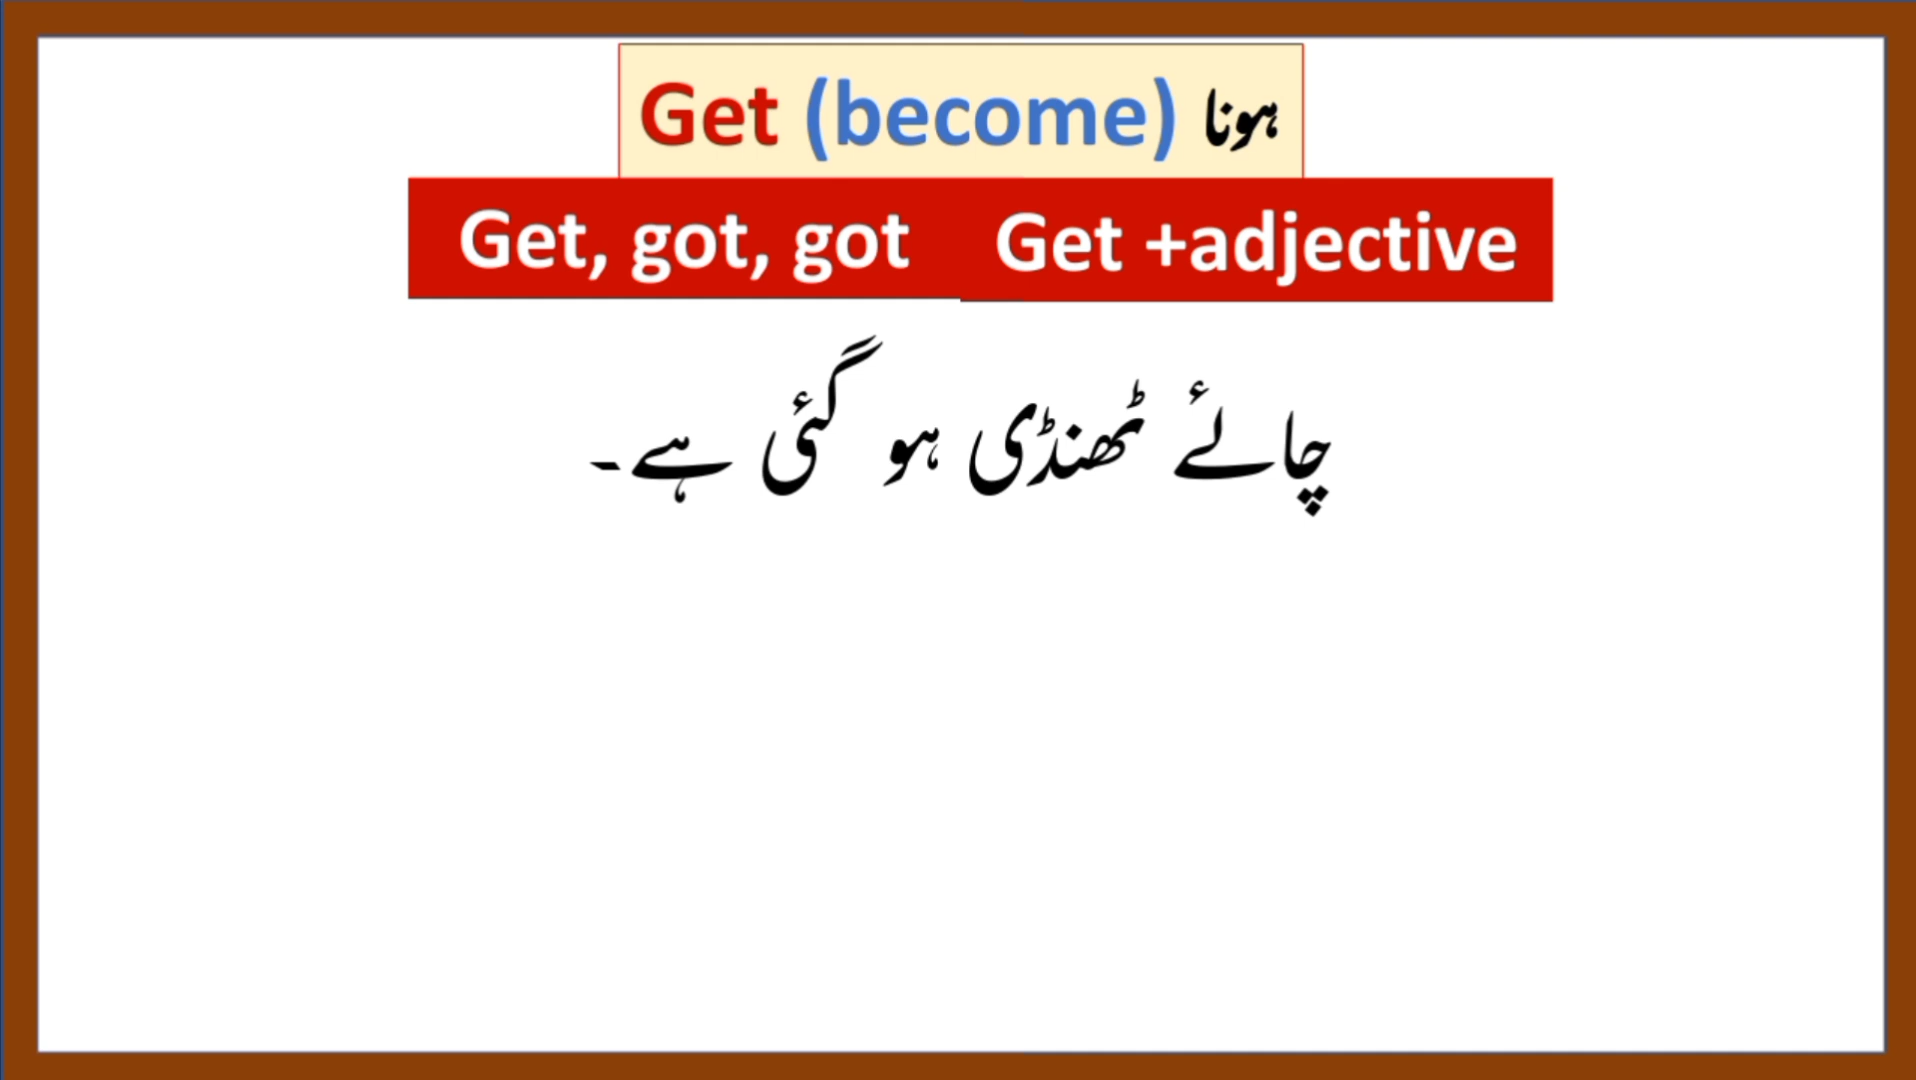 Get (become) ہونا
Get, got, got Get +adjective
چائے ٹھنڈی ہو گئی ہے۔